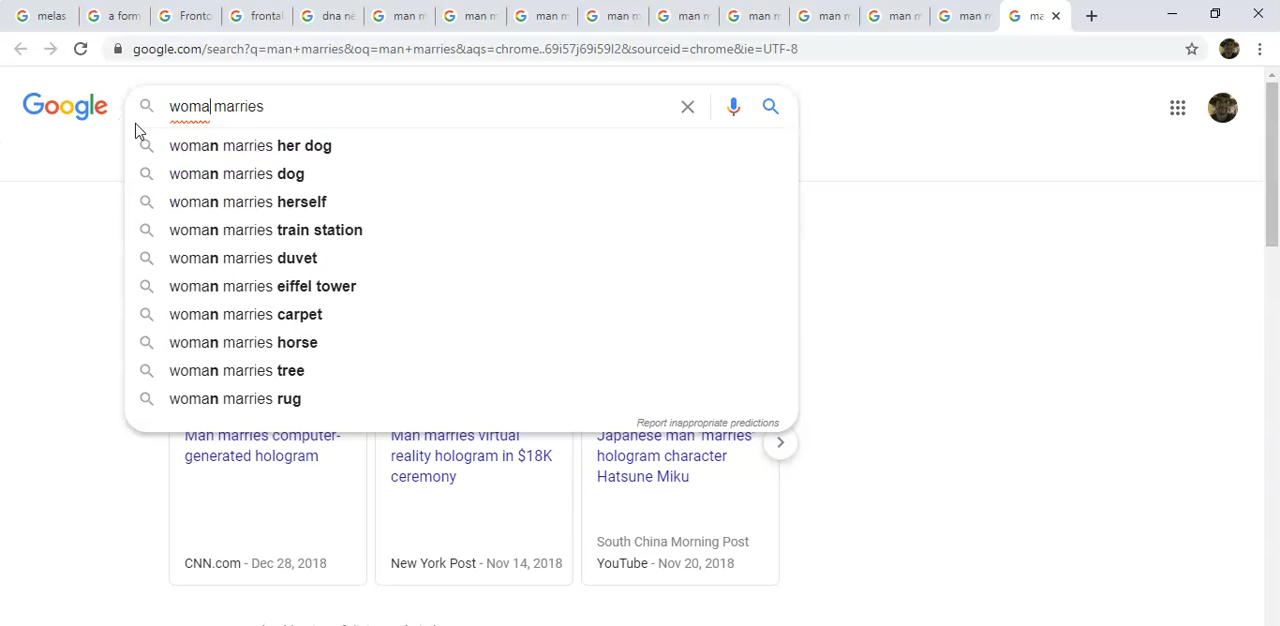 melas
a form
Fronto
frontal
dna ne
man m
man m
man m
man m
man m
man m
man m
man m
man m
ma
google.com/search?q=man+marries&oq=man+marries&aqs=chrome..69i57j69i59l2&sourceid=chrome&ie=UTF-8
Google
woma marries
woman marries her dog
woman marries dog
woman marries herself
woman marries train station
woman marries duvet
woman marries eiffel tower
woman marries carpet
woman marries horse
woman marries tree
woman marries rug
Report inappropriate predictions
Man marries computer-
generated hologram
CNN.com - Dec 28, 2018
Man marries virtual
reality hologram in $18K
ceremony
New York Post - Nov 14, 2018
Japanese man 'marries'
hologram character
Hatsune Miku
South China Morning Post
YouTube - Nov 20, 2018